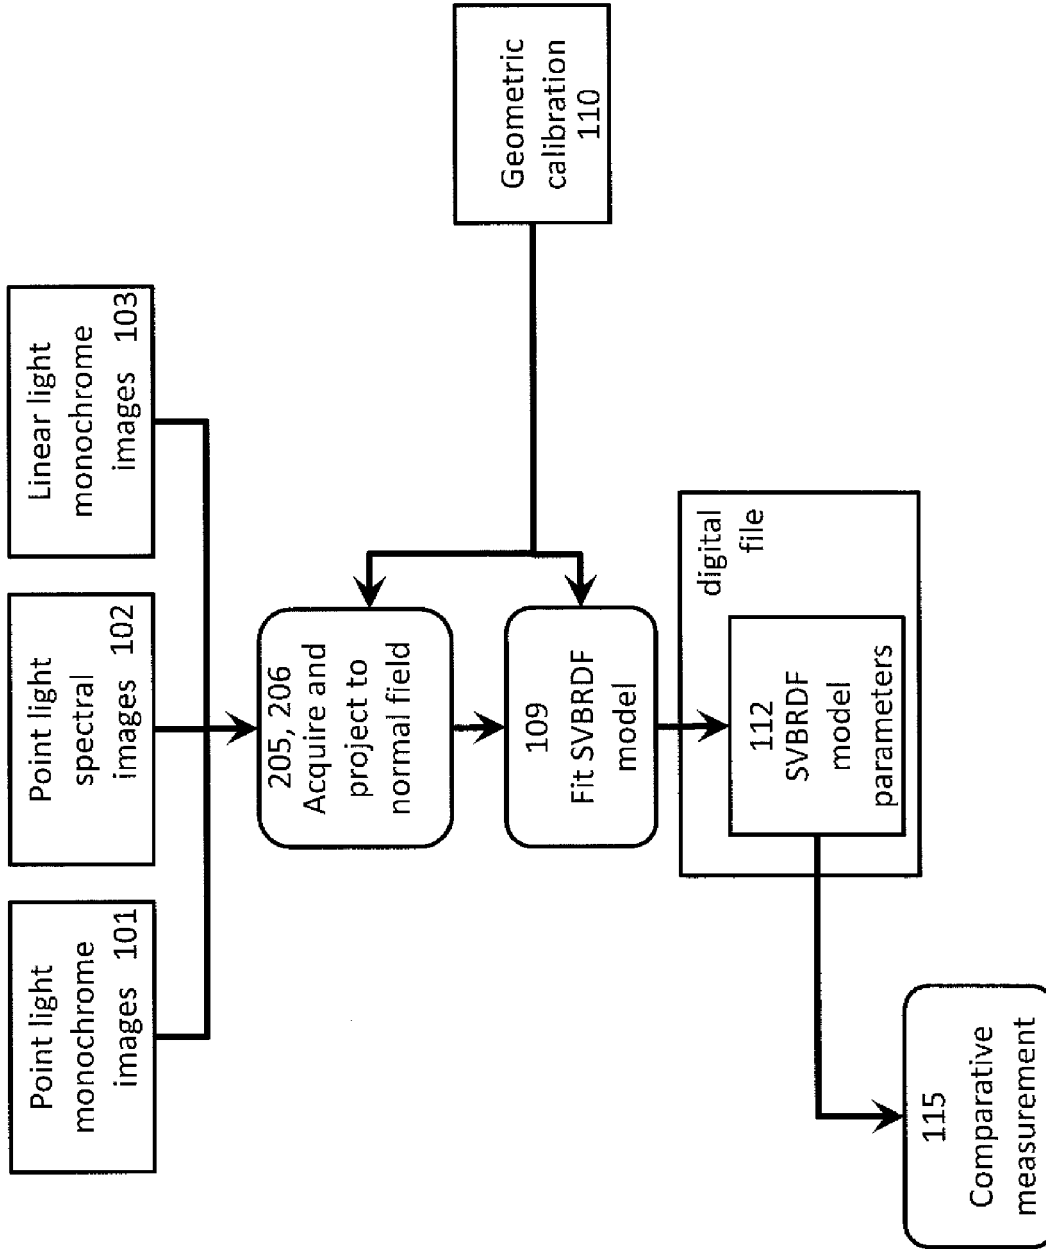 Point light
monochrome
images 101
Point light
spectral
images 102
Linear light
monochrome
images 103
205, 206
Acquire and
project to
normal field
Geometric
calibration
110
109
Fit SVBRDF
model
digital
file
112
SVBRDF
model
parameters
115
Comparative
measurement